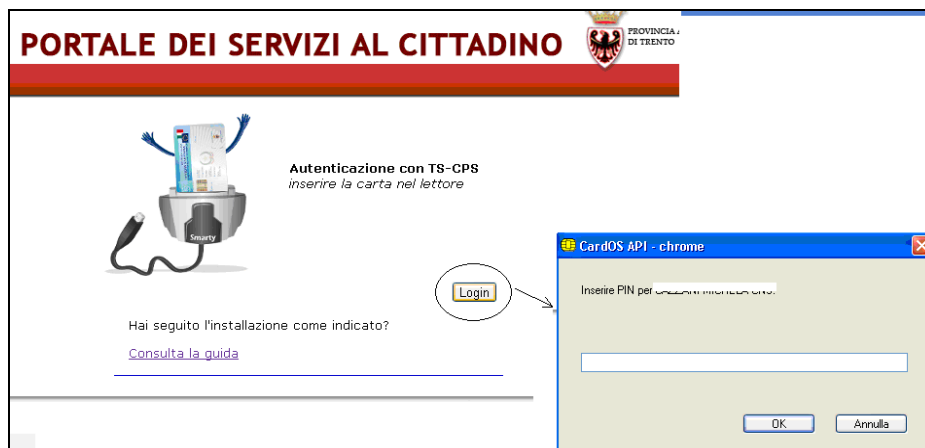 PORTALE DEI SERVIZI AL CITTADINO
PROVINCIA
DI TRENTO
Autenticazione con TS-CPS
inserire la carta nel lettore
Smarty
Login
Hai seguito l'installazione come indicato?
Consulta la guida
CardOS API - chrome
Inserire PIN per
OK
Annulla